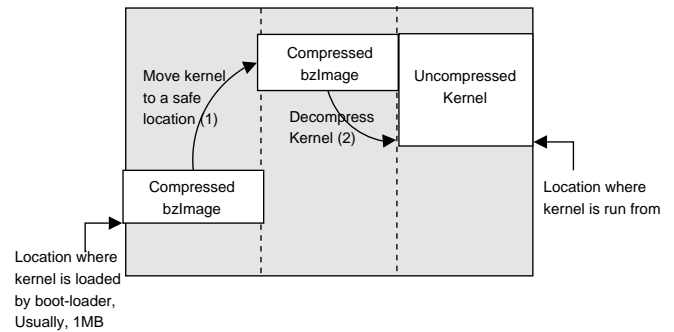 Compressed
bzImage
Uncompressed
Kernel
Move kernel
to a safe
location (1)
Decompress
Kernel (2)
Compressed
bzImage
Location where
kernel is run from
Location where
kernel is loaded
by boot-loader,
Usually, 1MB